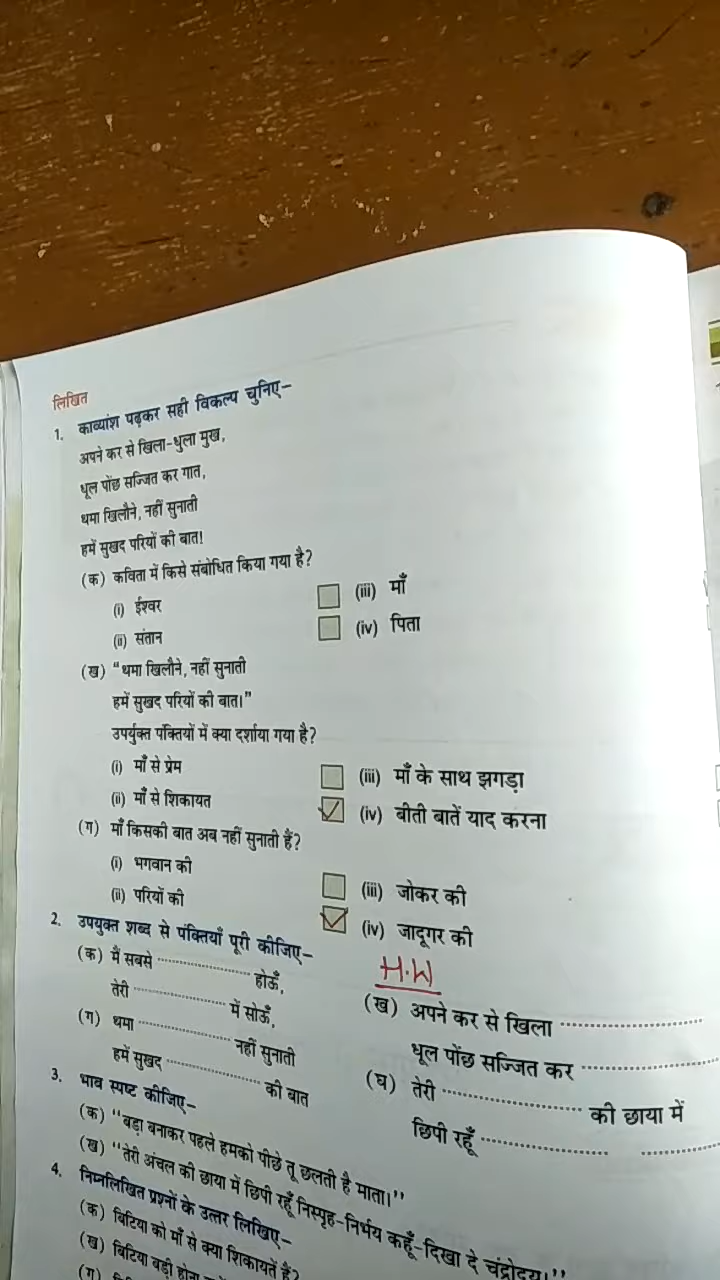 लिखित
1. काव्यांश पढ़कर सही विकल्प चुनिए–
अपने कर से खिला-धुला मुख,
धूल पोंछ सज्जित कर गात,
थमा खिलौने, नहीं सुनाती
हमें सुखद परियों की बात!
(क) कविता में किसे संबोधित किया गया है?
(i) ईश्वर
(iii) माँ
(ii) संतान
(iv) पिता
(ख) "थमा खिलौने, नहीं सुनाती
हमें सुखद परियों की बात।"
उपर्युक्त पंक्तियों में क्या दर्शाया गया है?
(i) माँ से प्रेम
(iii) माँ के साथ झगड़ा
(ii) माँ से शिकायत
(iv) बीती बातें याद करना
(ग) माँ किसकी बात अब नहीं सुनाती हैं?
(i) भगवान की
(iii) जोकर की
(ii) परियों की
(iv) जादूगर की
2. उपयुक्त शब्द से पंक्तियाँ पूरी कीजिए–
H.W
(क) मैं सबसे .................... होऊँ,
तेरी .................... में सोऊँ,
(ख) अपने कर से खिला ....................
धूल पोंछ सज्जित कर ....................
(ग) थमा .................... नहीं सुनाती
हमें सुखद .................... की बात
(घ) तेरी .................... की छाया में
छिपी रहूँ .................... ....................
3. भाव स्पष्ट कीजिए–
(क) "बड़ा बनाकर पहले हमको पीछे तू छलती है माता।"
(ख) "तेरी अंचल की छाया में छिपी रहूँ निस्पृह-निर्भय कहूँ-दिखा दे चंद्रोदय।"
4. निम्नलिखित प्रश्नों के उत्तर लिखिए–
(क) बिटिया को माँ से क्या शिकायतें हैं?
(ख) बिटिया बड़ी होना
(ग)